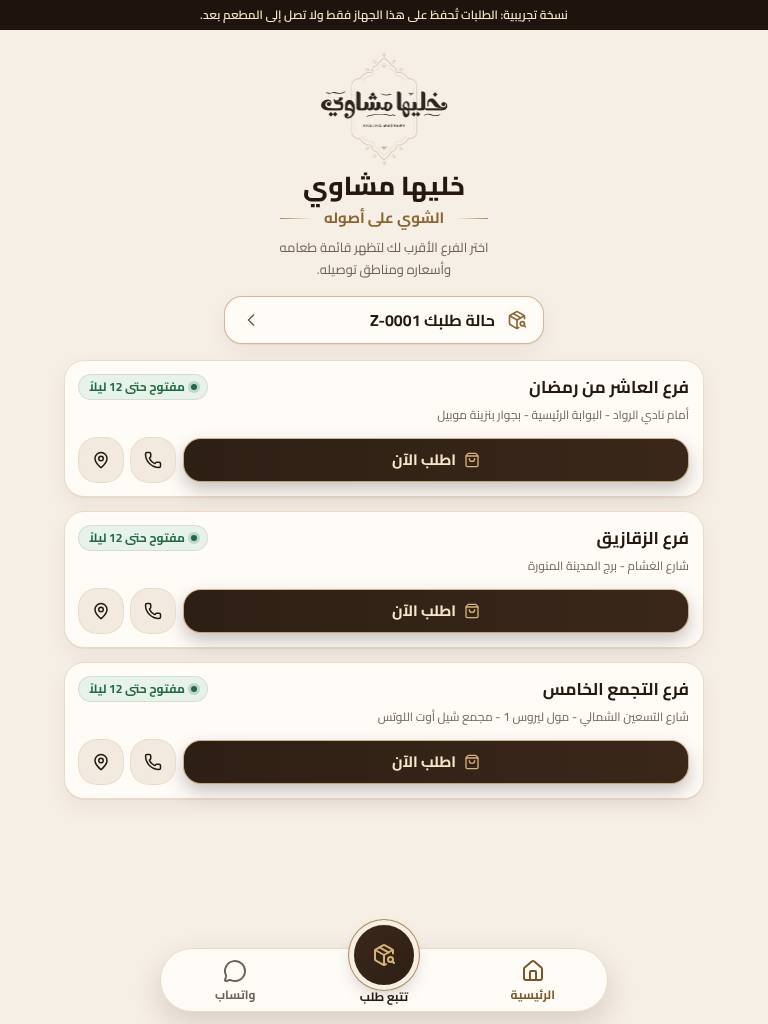 نسخة تجريبية: الطلبات تُحفظ على هذا الجهاز فقط ولا تصل إلى المطعم بعد.
خليها مشاوي
خليها مشاوي
الشوي على أصوله
اختر الفرع الأقرب لك لتظهر قائمة طعامه
وأسعاره ومناطق توصيله.
حالة طلبك Z-0001
فرع العاشر من رمضان
مفتوح حتى 12 ليلاً
أمام نادي الرواد - البوابة الرئيسية - بجوار بنزينة موبيل
اطلب الآن
فرع الزقازيق
مفتوح حتى 12 ليلاً
شارع الغشام - برج المدينة المنورة
اطلب الآن
فرع التجمع الخامس
مفتوح حتى 12 ليلاً
شارع التسعين الشمالي - مول ليروس 1 - مجمع شيل أوت اللوتس
اطلب الآن
الرئيسية
تتبع طلب
واتساب